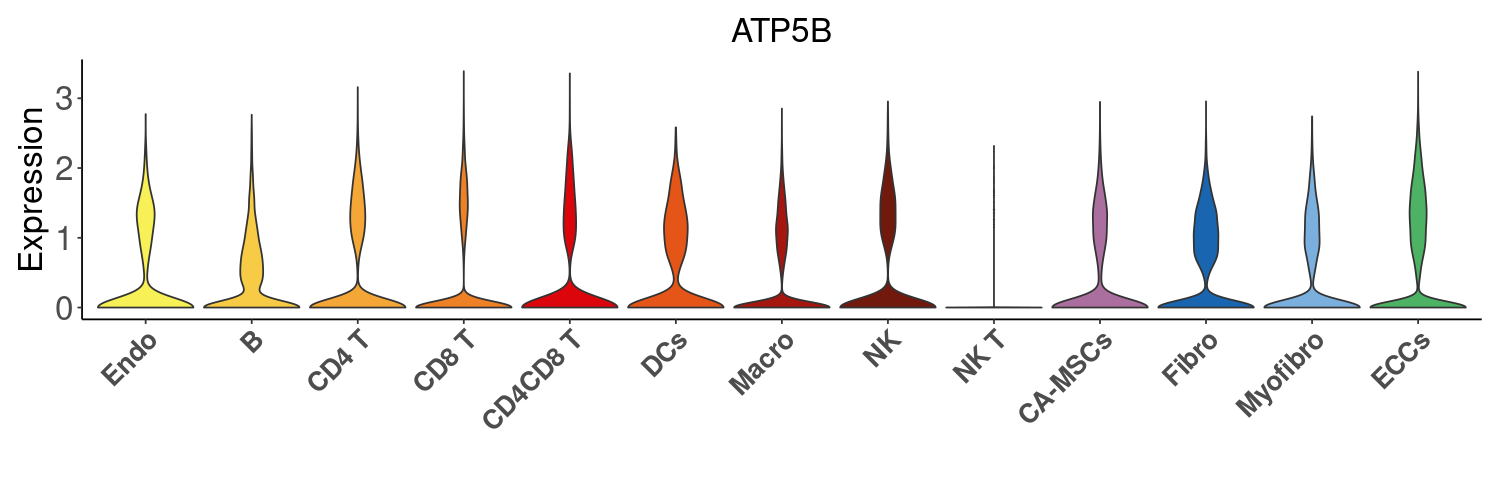 ATP5B
Expression
3
2
1
0
Endo
B
CD4 T
CD8 T
CD4CD8 T
DCs
Macro
NK
NK T
CA-MSCs
Fibro
Myofibro
ECCs